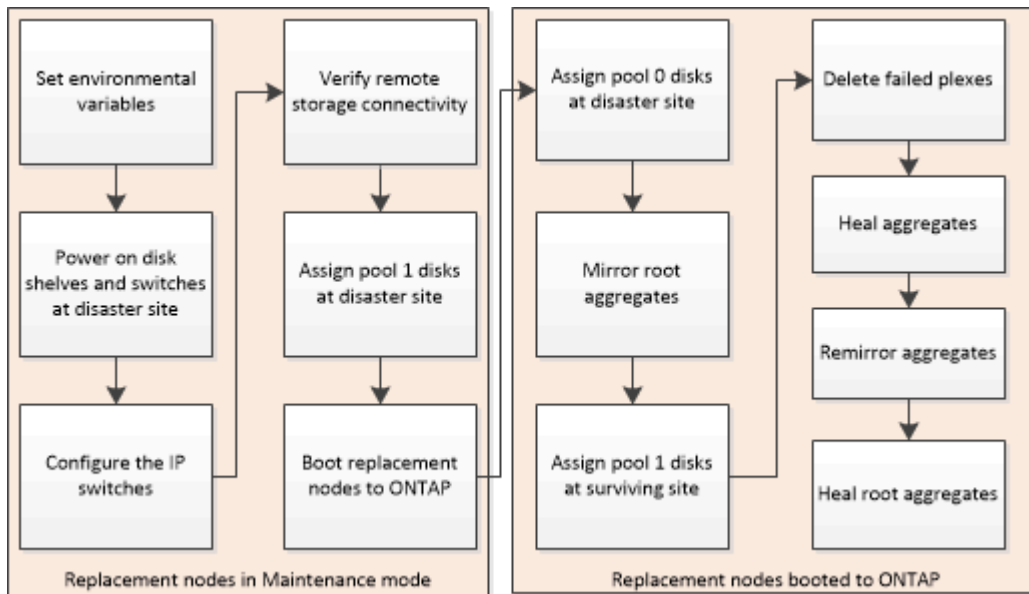 Set environmental
variables
Power on disk
shelves and switches
at disaster site
Configure the IP
switches
Verify remote
storage connectivity
Assign pool 1 disks
at disaster site
Boot replacement
nodes to ONTAP
Replacement nodes in Maintenance mode
Assign pool 0 disks
at disaster site
Mirror root
aggregates
Assign pool 1 disks
at surviving site
Delete failed plexes
Heal aggregates
Remirror aggregates
Heal root aggregates
Replacement nodes booted to ONTAP